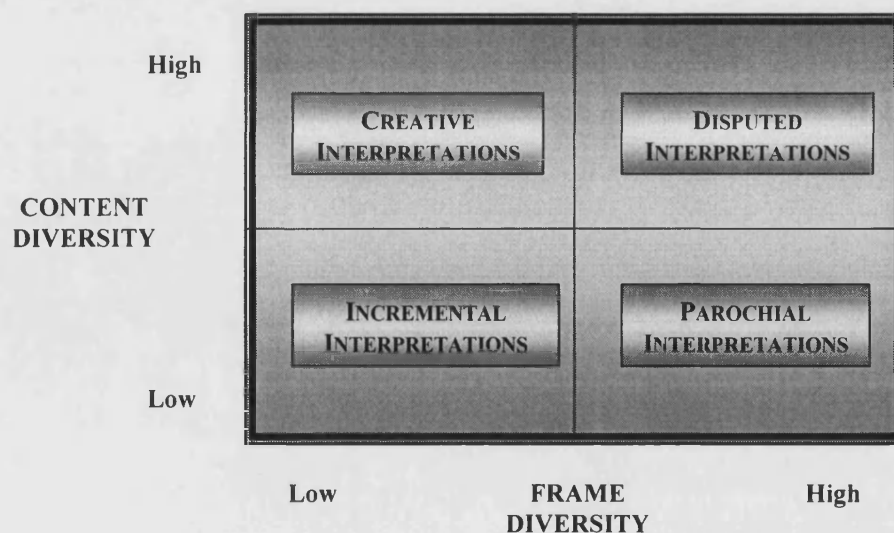 High
CREATIVE
INTERPRETATIONS
DISPUTED
INTERPRETATIONS
CONTENT
DIVERSITY
INCREMENTAL
INTERPRETATIONS
PAROCHIAL
INTERPRETATIONS
Low
Low
FRAME
DIVERSITY
High